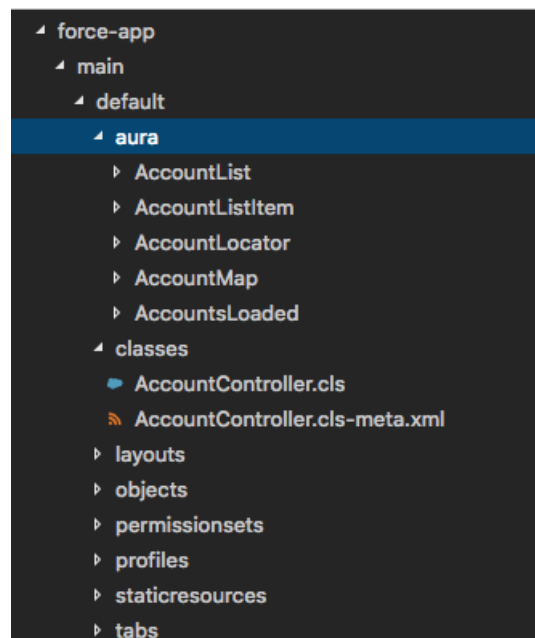 force-app
main
default
aura
AccountList
AccountListItem
AccountLocator
AccountMap
AccountsLoaded
classes
AccountController.cls
AccountController.cls-meta.xml
layouts
objects
permissionsets
profiles
staticresources
tabs